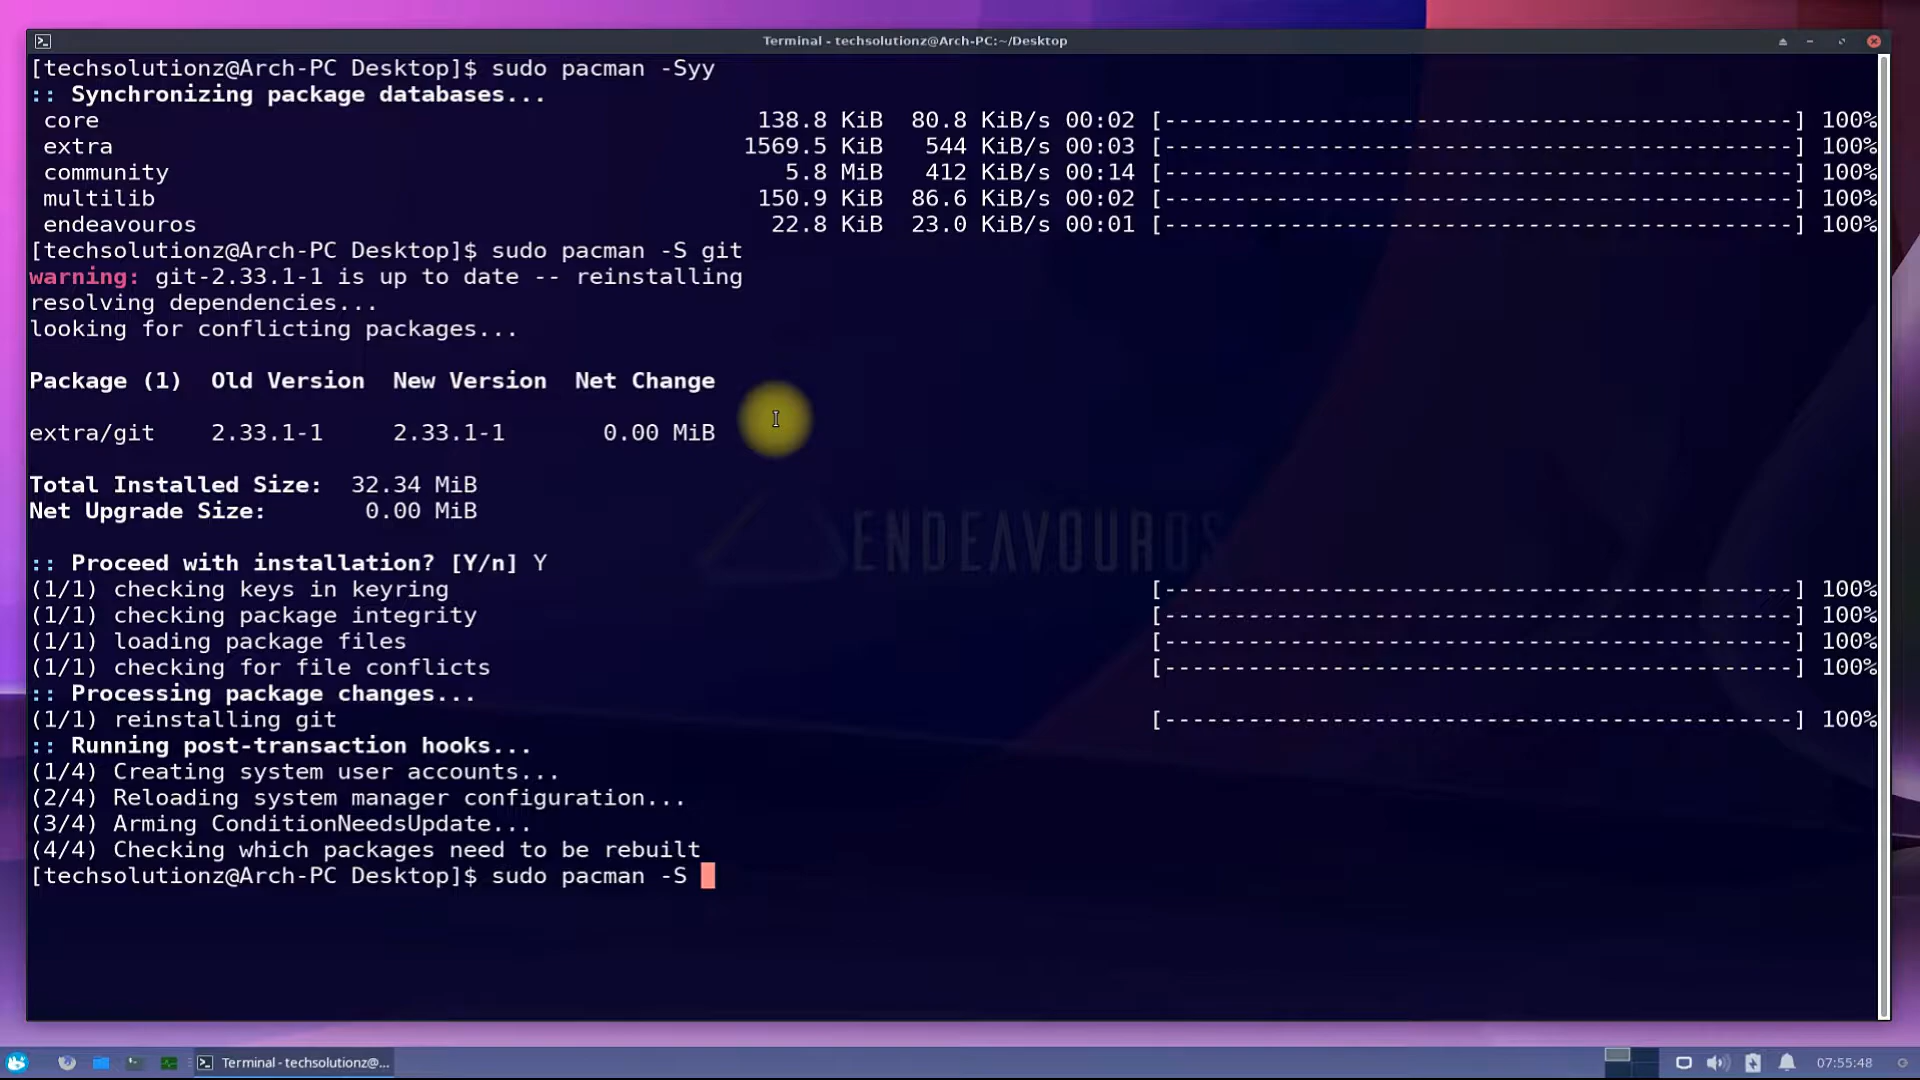 Terminal - techsolutionz@Arch-PC:~/Desktop
[techsolutionz@Arch-PC Desktop]$ sudo pacman -Syy
:: Synchronizing package databases...
core 138.8 KiB 80.8 KiB/s 00:02 [---------------------------------------------] 100%
extra 1569.5 KiB 544 KiB/s 00:03 [---------------------------------------------] 100%
community 5.8 MiB 412 KiB/s 00:14 [---------------------------------------------] 100%
multilib 150.9 KiB 86.6 KiB/s 00:02 [---------------------------------------------] 100%
endeavouros 22.8 KiB 23.0 KiB/s 00:01 [---------------------------------------------] 100%
[techsolutionz@Arch-PC Desktop]$ sudo pacman -S git
warning: git-2.33.1-1 is up to date -- reinstalling
resolving dependencies...
looking for conflicting packages...
Package (1) Old Version New Version Net Change
extra/git 2.33.1-1 2.33.1-1 0.00 MiB
Total Installed Size: 32.34 MiB
Net Upgrade Size: 0.00 MiB
ENDEAVOUROS
:: Proceed with installation? [Y/n] Y
(1/1) checking keys in keyring [---------------------------------------------] 100%
(1/1) checking package integrity [---------------------------------------------] 100%
(1/1) loading package files [---------------------------------------------] 100%
(1/1) checking for file conflicts [---------------------------------------------] 100%
:: Processing package changes...
(1/1) reinstalling git [---------------------------------------------] 100%
:: Running post-transaction hooks...
(1/4) Creating system user accounts...
(2/4) Reloading system manager configuration...
(3/4) Arming ConditionNeedsUpdate...
(4/4) Checking which packages need to be rebuilt
[techsolutionz@Arch-PC Desktop]$ sudo pacman -S
Terminal - techsolutionz@...
07:55:48